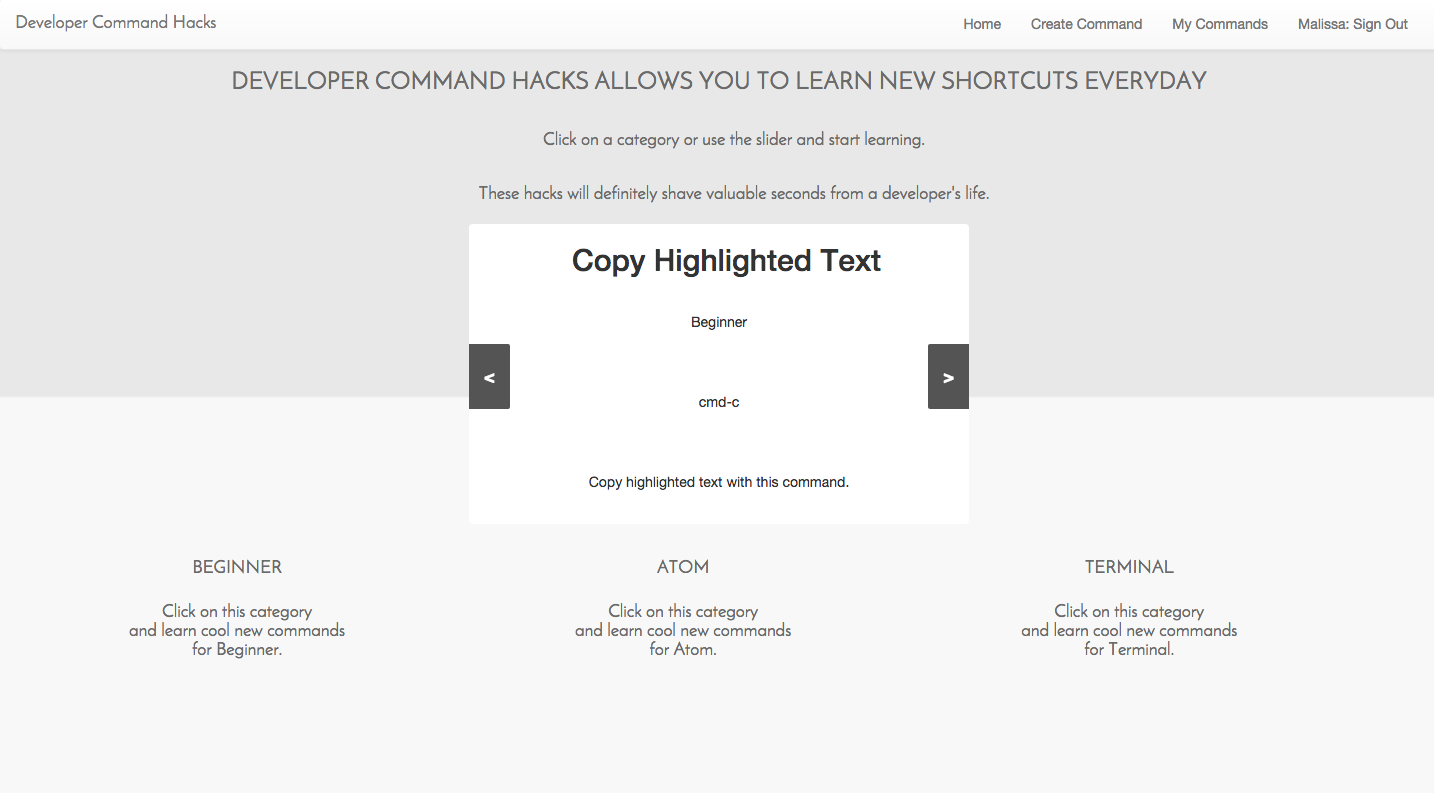 Developer Command Hacks
Home
Create Command
My Commands
Malissa: Sign Out
DEVELOPER COMMAND HACKS ALLOWS YOU TO LEARN NEW SHORTCUTS EVERYDAY
Click on a category or use the slider and start learning.
These hacks will definitely shave valuable seconds from a developer's life.
Copy Highlighted Text
Beginner
<
>
cmd-c
Copy highlighted text with this command.
BEGINNER
Click on this category
and learn cool new commands
for Beginner.
ATOM
Click on this category
and learn cool new commands
for Atom.
TERMINAL
Click on this category
and learn cool new commands
for Terminal.